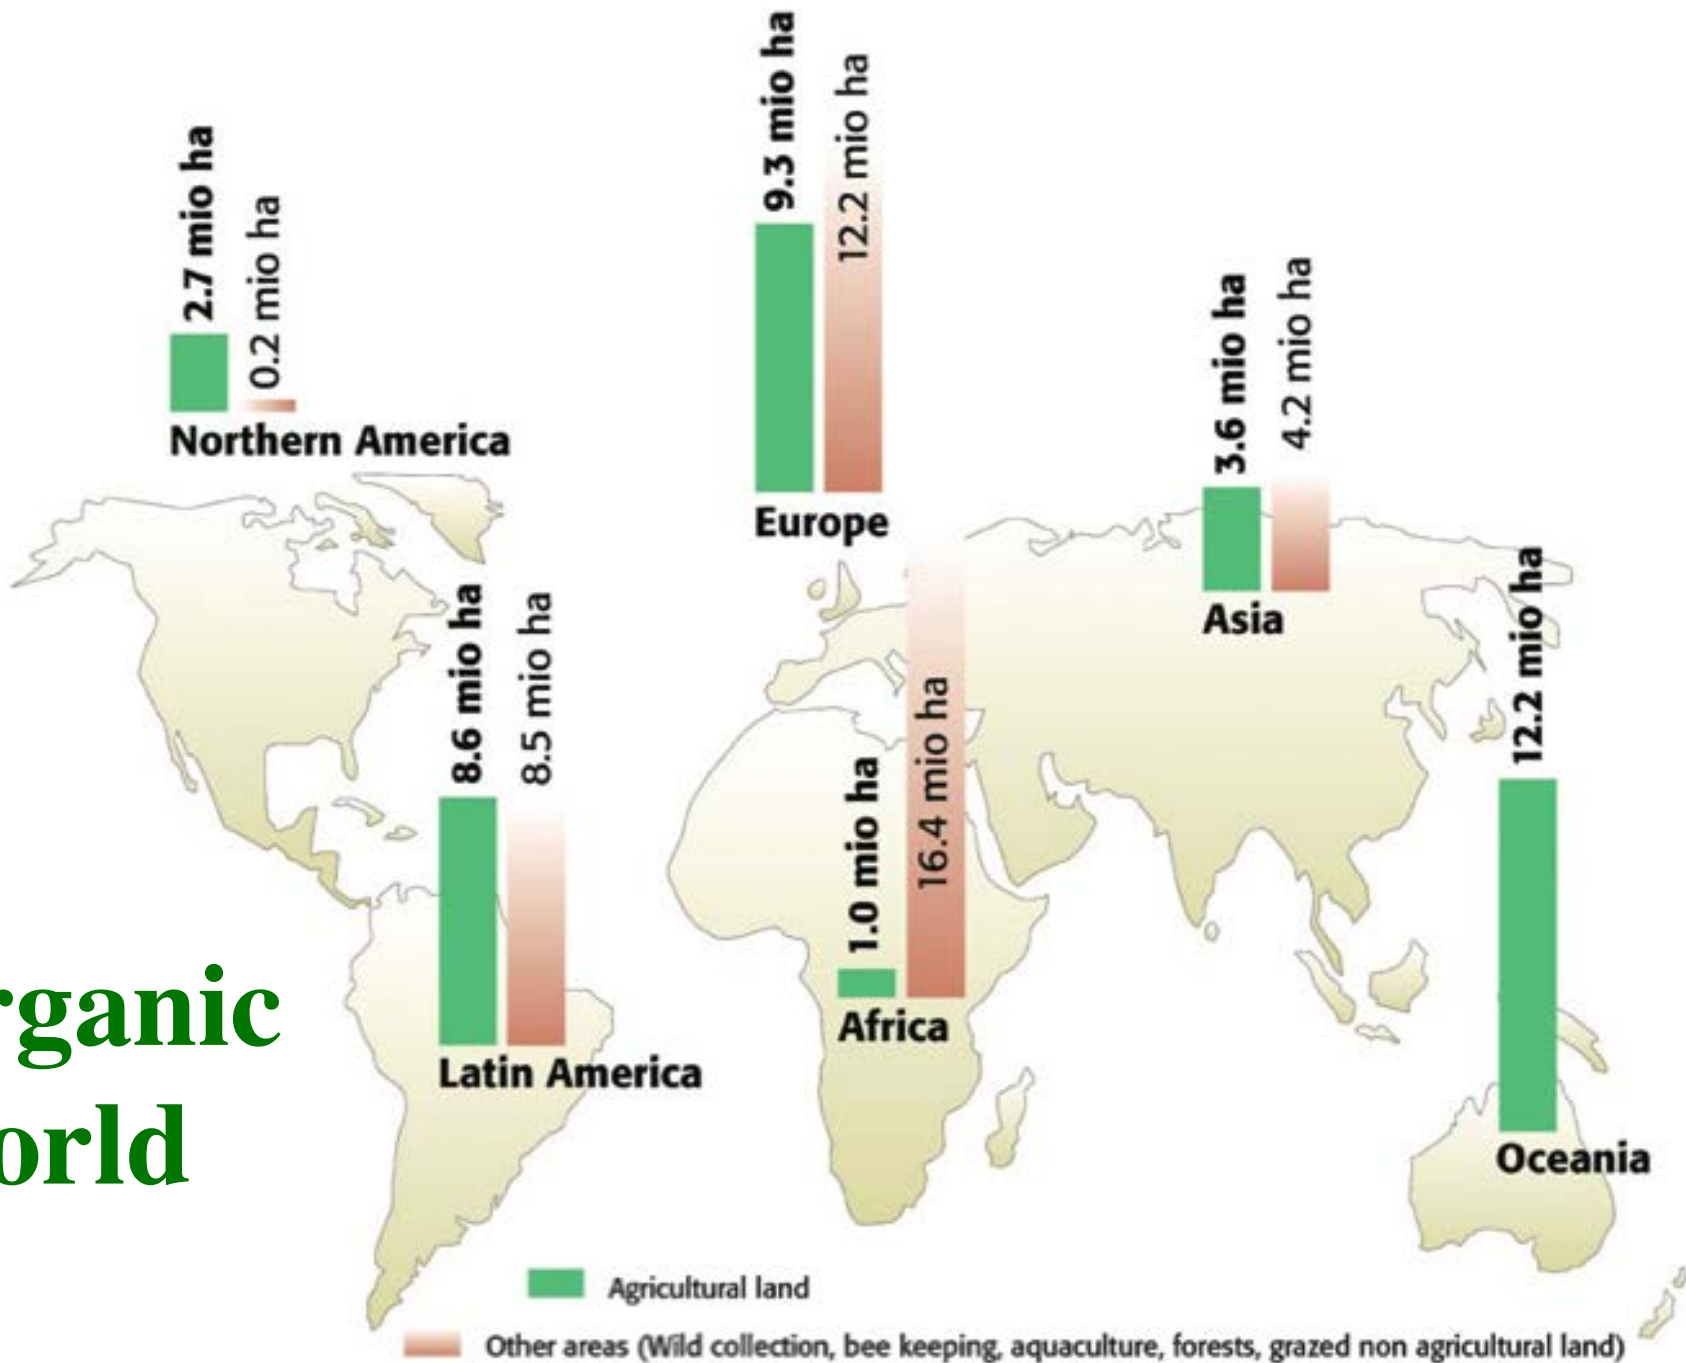 2.7 mio ha
0.2 mio ha
Northern America
9.3 mio ha
12.2 mio ha
Europe
3.6 mio ha
4.2 mio ha
Asia
8.6 mio ha
8.5 mio ha
Latin America
1.0 mio ha
16.4 mio ha
Africa
12.2 mio ha
Oceania
rganic
orld
Agricultural land
Other areas (Wild collection, bee keeping, aquaculture, forests, grazed non agricultural land)